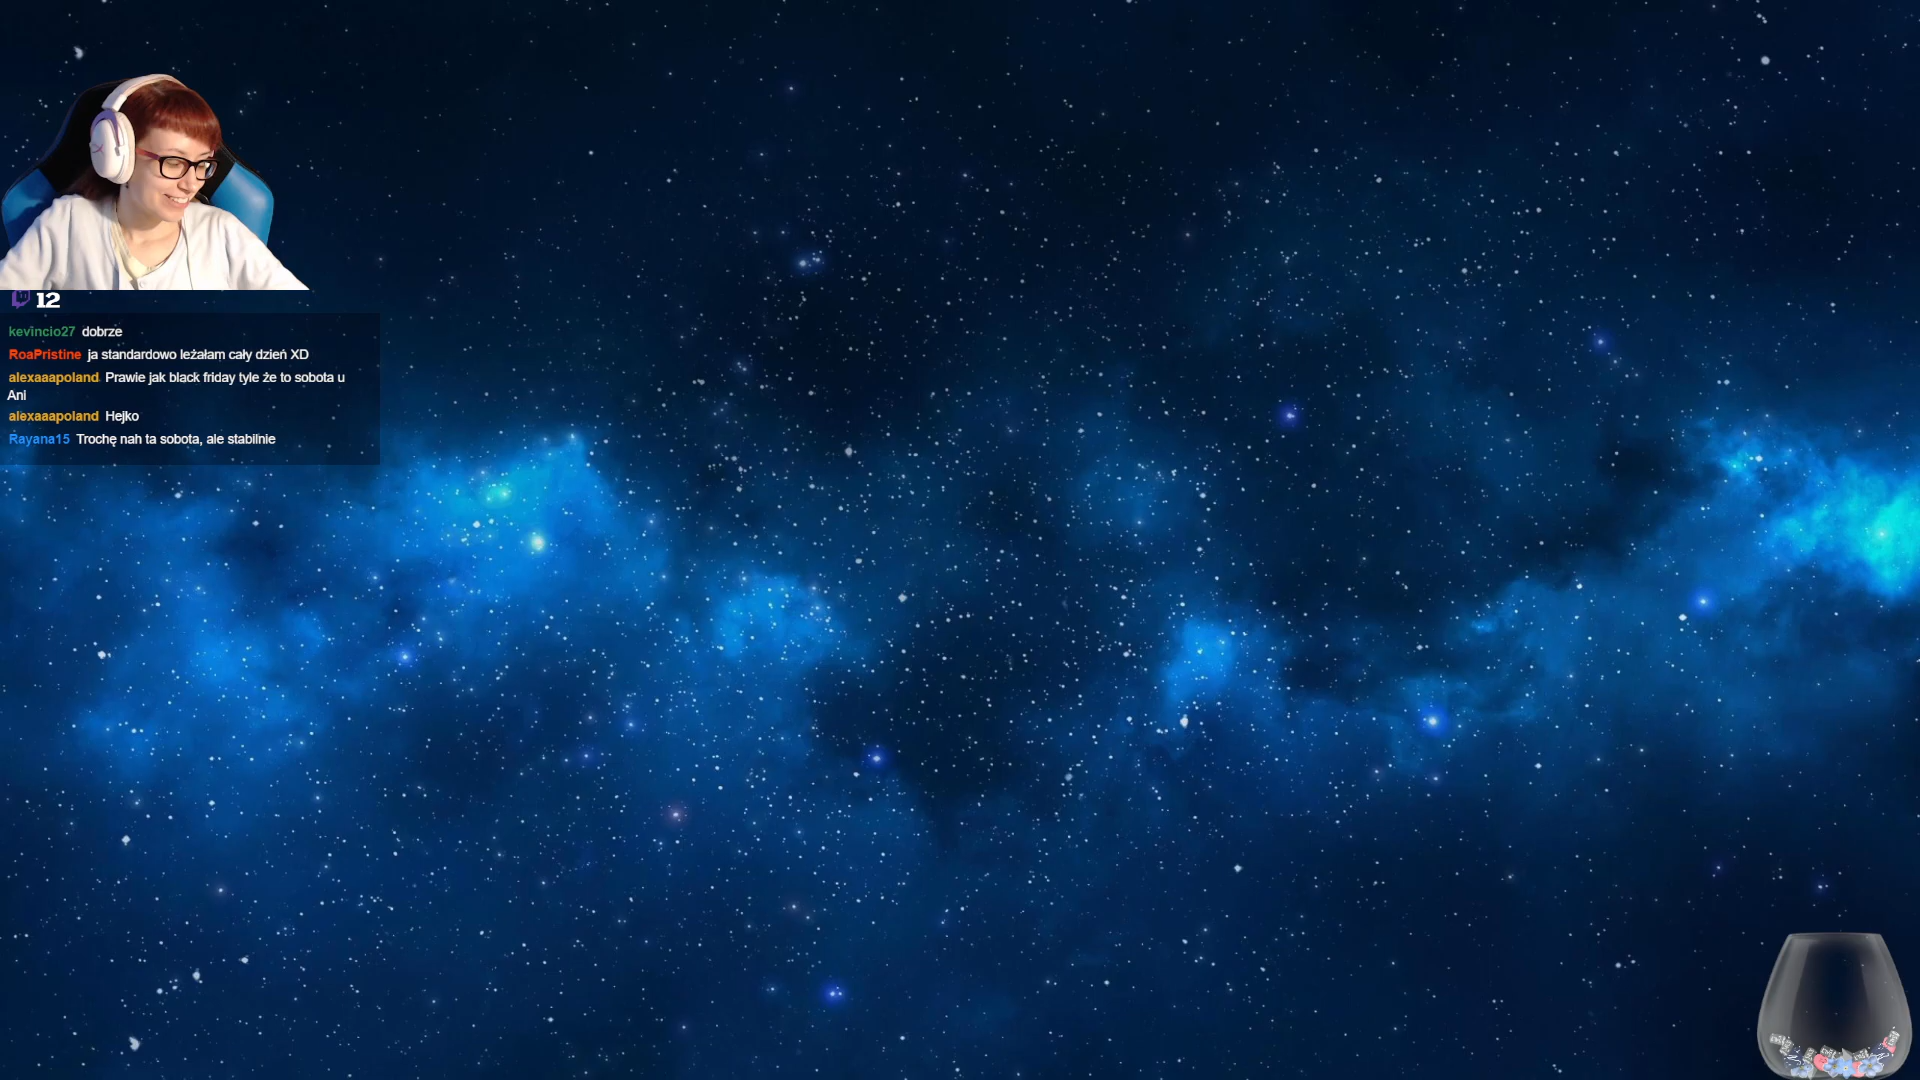 12
kevincio27 dobrze
RoaPristine ja standardowo leżałam cały dzień XD
alexaaapoland Prawie jak black friday tyle że to sobota u
Ani
alexaaapoland Hejko
Rayana15 Trochę nah ta sobota, ale stabilnie